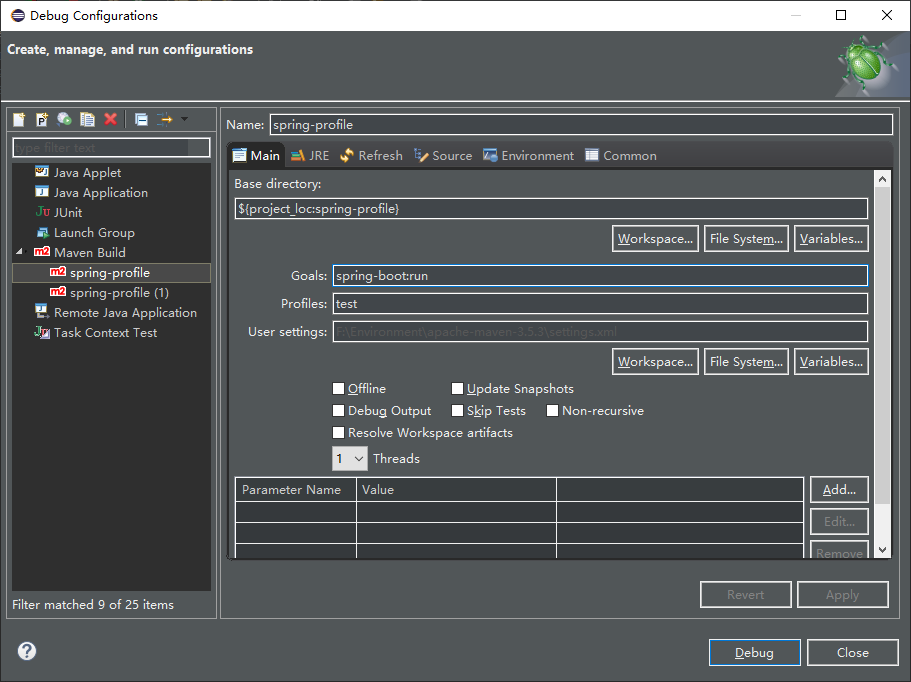 Debug Configurations
Create, manage, and run configurations
type filter text
Java Applet
Java Application
JUnit
Launch Group
Maven Build
spring-profile
spring-profile (1)
Remote Java Application
Task Context Test
Filter matched 9 of 25 items
Name: spring-profile
Main JRE Refresh Source Environment Common
Base directory:
${project_loc:spring-profile}
Workspace... File System... Variables...
Goals: spring-boot:run
Profiles: test
User settings: F:\Environment\apache-maven-3.5.3\settings.xml
Workspace... File System... Variables...
Offline Update Snapshots
Debug Output Skip Tests Non-recursive
Resolve Workspace artifacts
1 Threads
Parameter Name Value
Add...
Edit...
Remove
Revert Apply
Debug Close